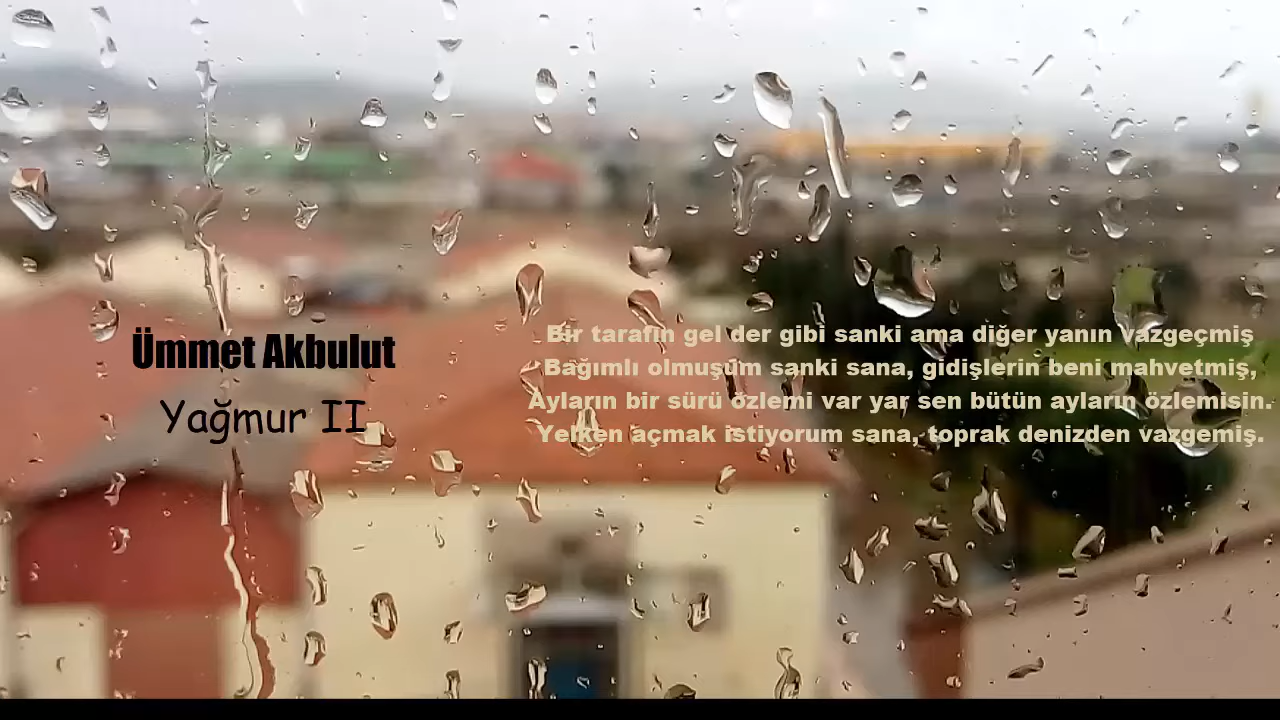 Ümmet Akbulut
Yağmur II
Bir tarafın gel der gibi sanki ama diğer yanın vazgeçmiş
Bağımlı olmuşum sanki sana, gidişlerin beni mahvetmiş,
Ayların bir sürü özlemi var yar sen bütün ayların özlemisin.
Yelken açmak istiyorum sana, toprak denizden vazgemiş.